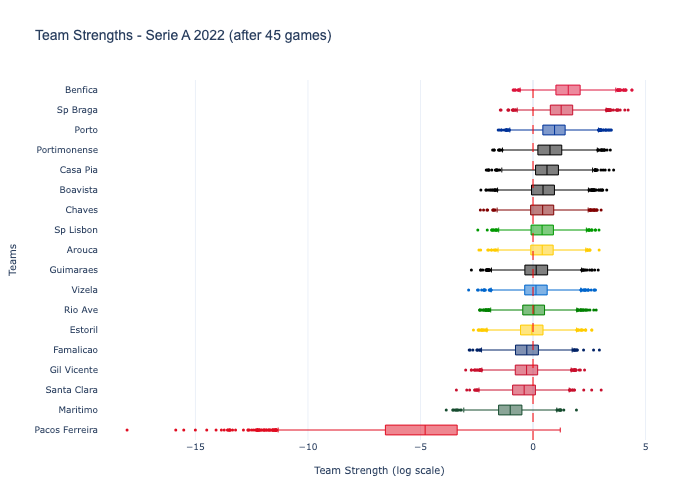 Team Strengths - Serie A 2022 (after 45 games)
Benfica
Sp Braga
Porto
Portimonense
Casa Pia
Boavista
Chaves
Sp Lisbon
Arouca
Guimaraes
Vizela
Rio Ave
Estoril
Famalicao
Gil Vicente
Santa Clara
Maritimo
Pacos Ferreira
Teams
−15 −10 −5 0 5
Team Strength (log scale)